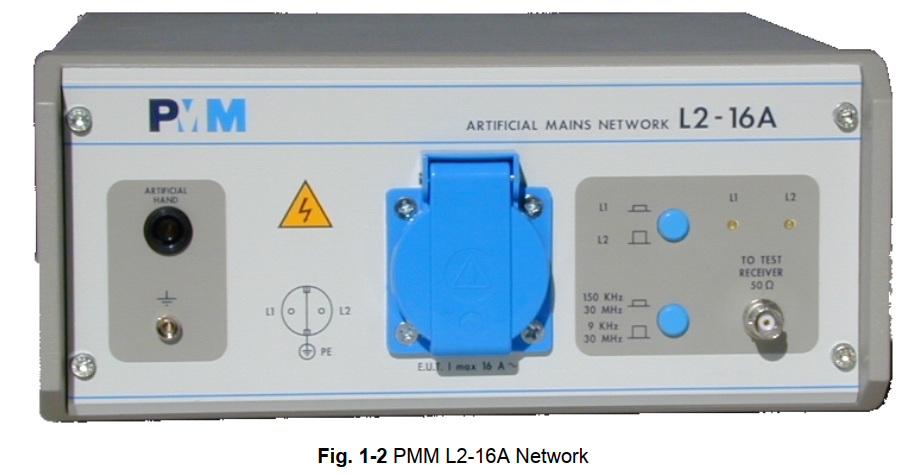 PMM
ARTIFICIAL MAINS NETWORK L2-16A
ARTIFICIAL
HAND
L1
L2
PE
E.U.T. I max 16 A ~
L1
L2
L1
L2
150 KHz
30 MHz
9 KHz
30 MHz
TO TEST
RECEIVER
50 Ω
Fig. 1-2 PMM L2-16A Network